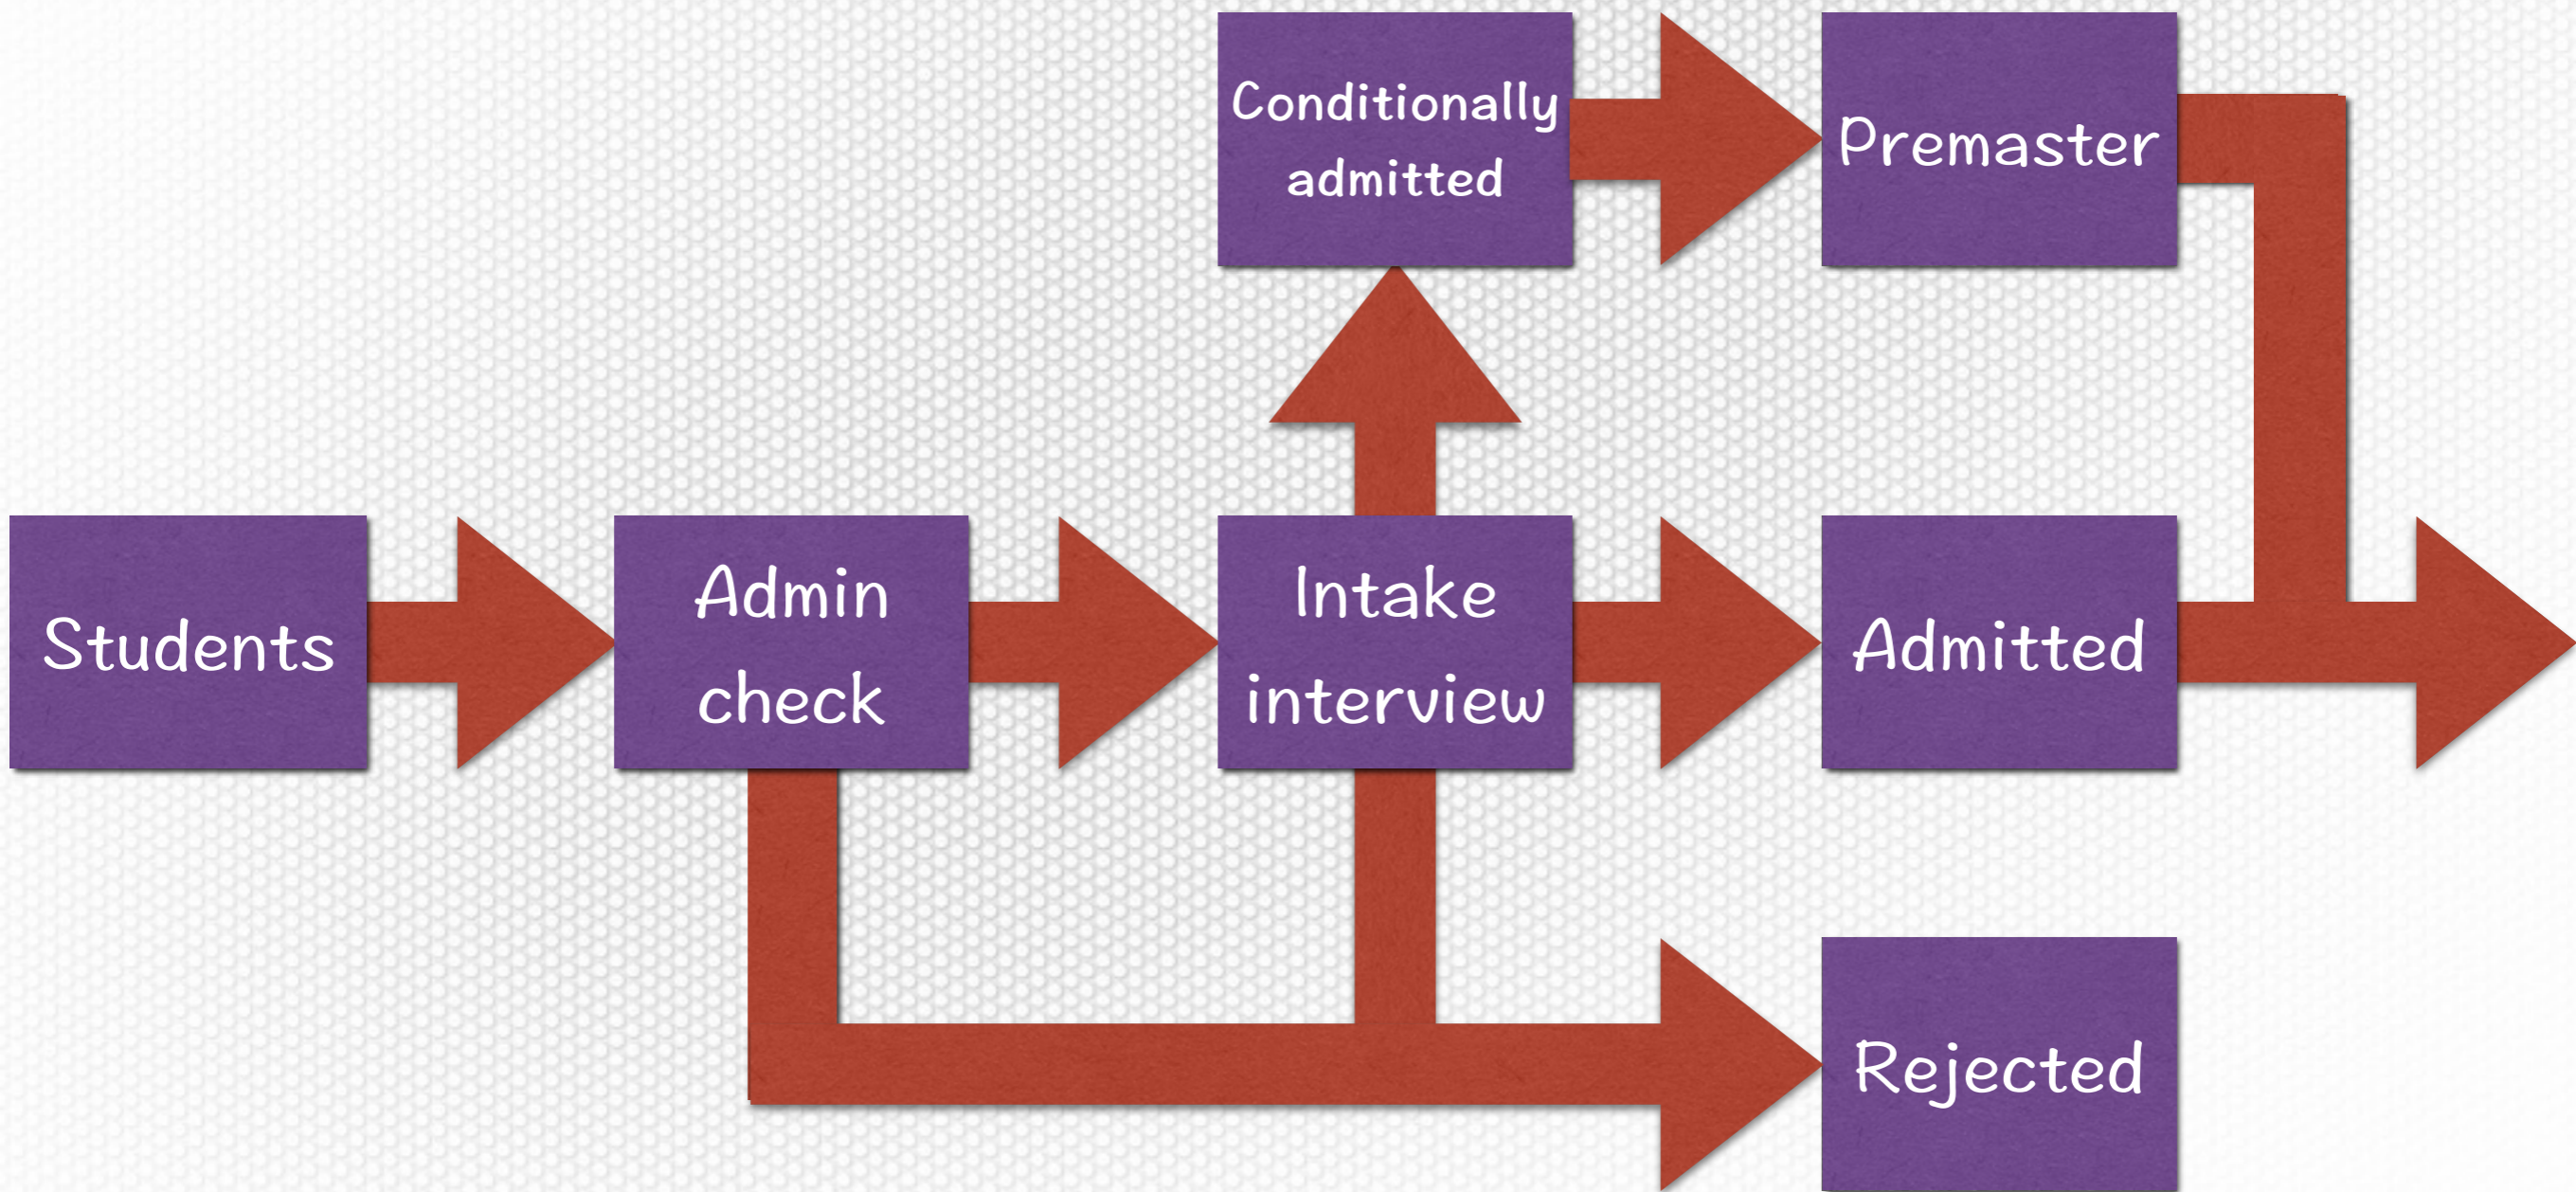 Conditionally
admitted
Premaster
Students
Admin
check
Intake
interview
Admitted
Rejected